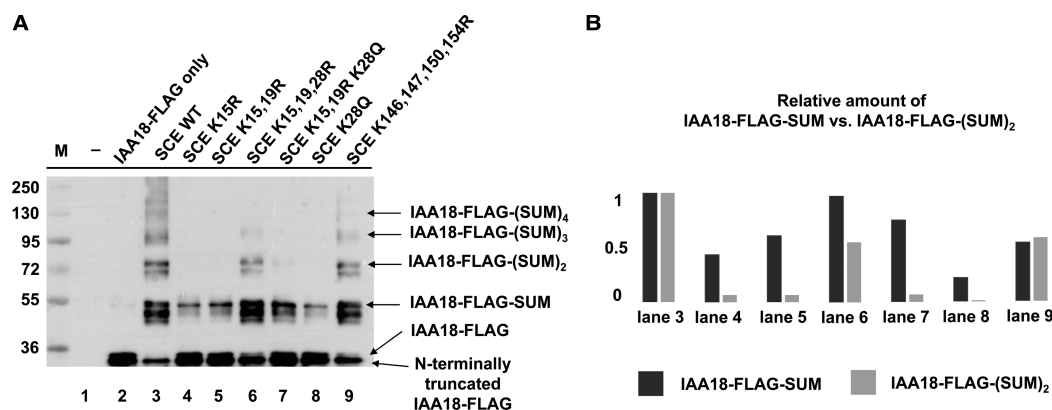 A
B
IAA18-FLAG only
SCE WT
SCE K15R
SCE K15,19R
SCE K15,19,28R
SCE K15,19R K28Q
SCE K28Q
SCE K146,147,150,154R
M
–
250
130
95
72
55
36
IAA18-FLAG-(SUM)4
IAA18-FLAG-(SUM)3
IAA18-FLAG-(SUM)2
IAA18-FLAG-SUM
IAA18-FLAG
N-terminally
truncated
IAA18-FLAG
1 2 3 4 5 6 7 8 9
Relative amount of
IAA18-FLAG-SUM vs. IAA18-FLAG-(SUM)2
1
0.5
0
lane 3 lane 4 lane 5 lane 6 lane 7 lane 8 lane 9
IAA18-FLAG-SUM
IAA18-FLAG-(SUM)2